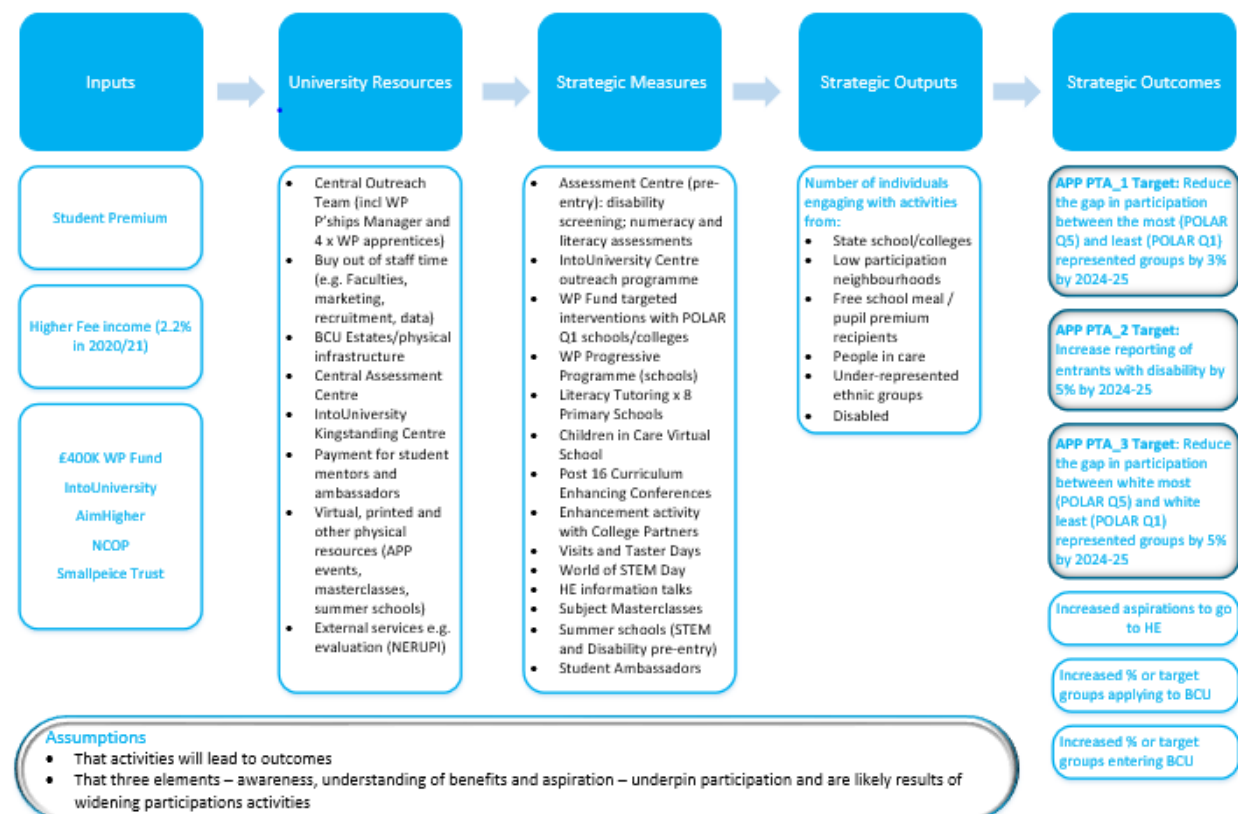 Inputs
University Resources
Strategic Measures
Strategic Outputs
Strategic Outcomes
Student Premium
Higher Fee income (2.2%
in 2020/21)
£400K WP Fund
IntoUniversity
AimHigher
NCOP
Smallpeice Trust
• Central Outreach
Team (incl WP
P'ships Manager and
4 x WP apprentices)
• Buy out of staff time
(e.g. Faculties,
marketing,
recruitment, data)
• BCU Estates/physical
infrastructure
• Central Assessment
Centre
• IntoUniversity
Kingstanding Centre
• Payment for student
mentors and
ambassadors
• Virtual, printed and
other physical
resources (APP
events,
masterclasses,
summer schools)
• External services e.g.
evaluation (NERUPI)
• Assessment Centre (pre-
entry): disability
screening; numeracy and
literacy assessments
• IntoUniversity Centre
outreach programme
• WP Fund targeted
interventions with POLAR
Q1 schools/colleges
• WP Progressive
Programme (schools)
• Literacy Tutoring x 8
Primary Schools
• Children in Care Virtual
School
• Post 16 Curriculum
Enhancing Conferences
• Enhancement activity
with College Partners
• Visits and Taster Days
• World of STEM Day
• HE information talks
• Subject Masterclasses
• Summer schools (STEM
and Disability pre-entry)
• Student Ambassadors
Number of individuals
engaging with activities
from:
• State school/colleges
• Low participation
neighbourhoods
• Free school meal /
pupil premium
recipients
• People in care
• Under-represented
ethnic groups
• Disabled
APP PTA_1 Target: Reduce
the gap in participation
between the most (POLAR
Q5) and least (POLAR Q1)
represented groups by 3%
by 2024-25
APP PTA_2 Target:
Increase reporting of
entrants with disability by
5% by 2024-25
APP PTA_3 Target: Reduce
the gap in participation
between white most
(POLAR Q5) and white
least (POLAR Q1)
represented groups by 5%
by 2024-25
Increased aspirations to go
to HE
Increased % or target
groups applying to BCU
Increased % or target
groups entering BCU
Assumptions
• That activities will lead to outcomes
• That three elements – awareness, understanding of benefits and aspiration – underpin participation and are likely results of
widening participations activities